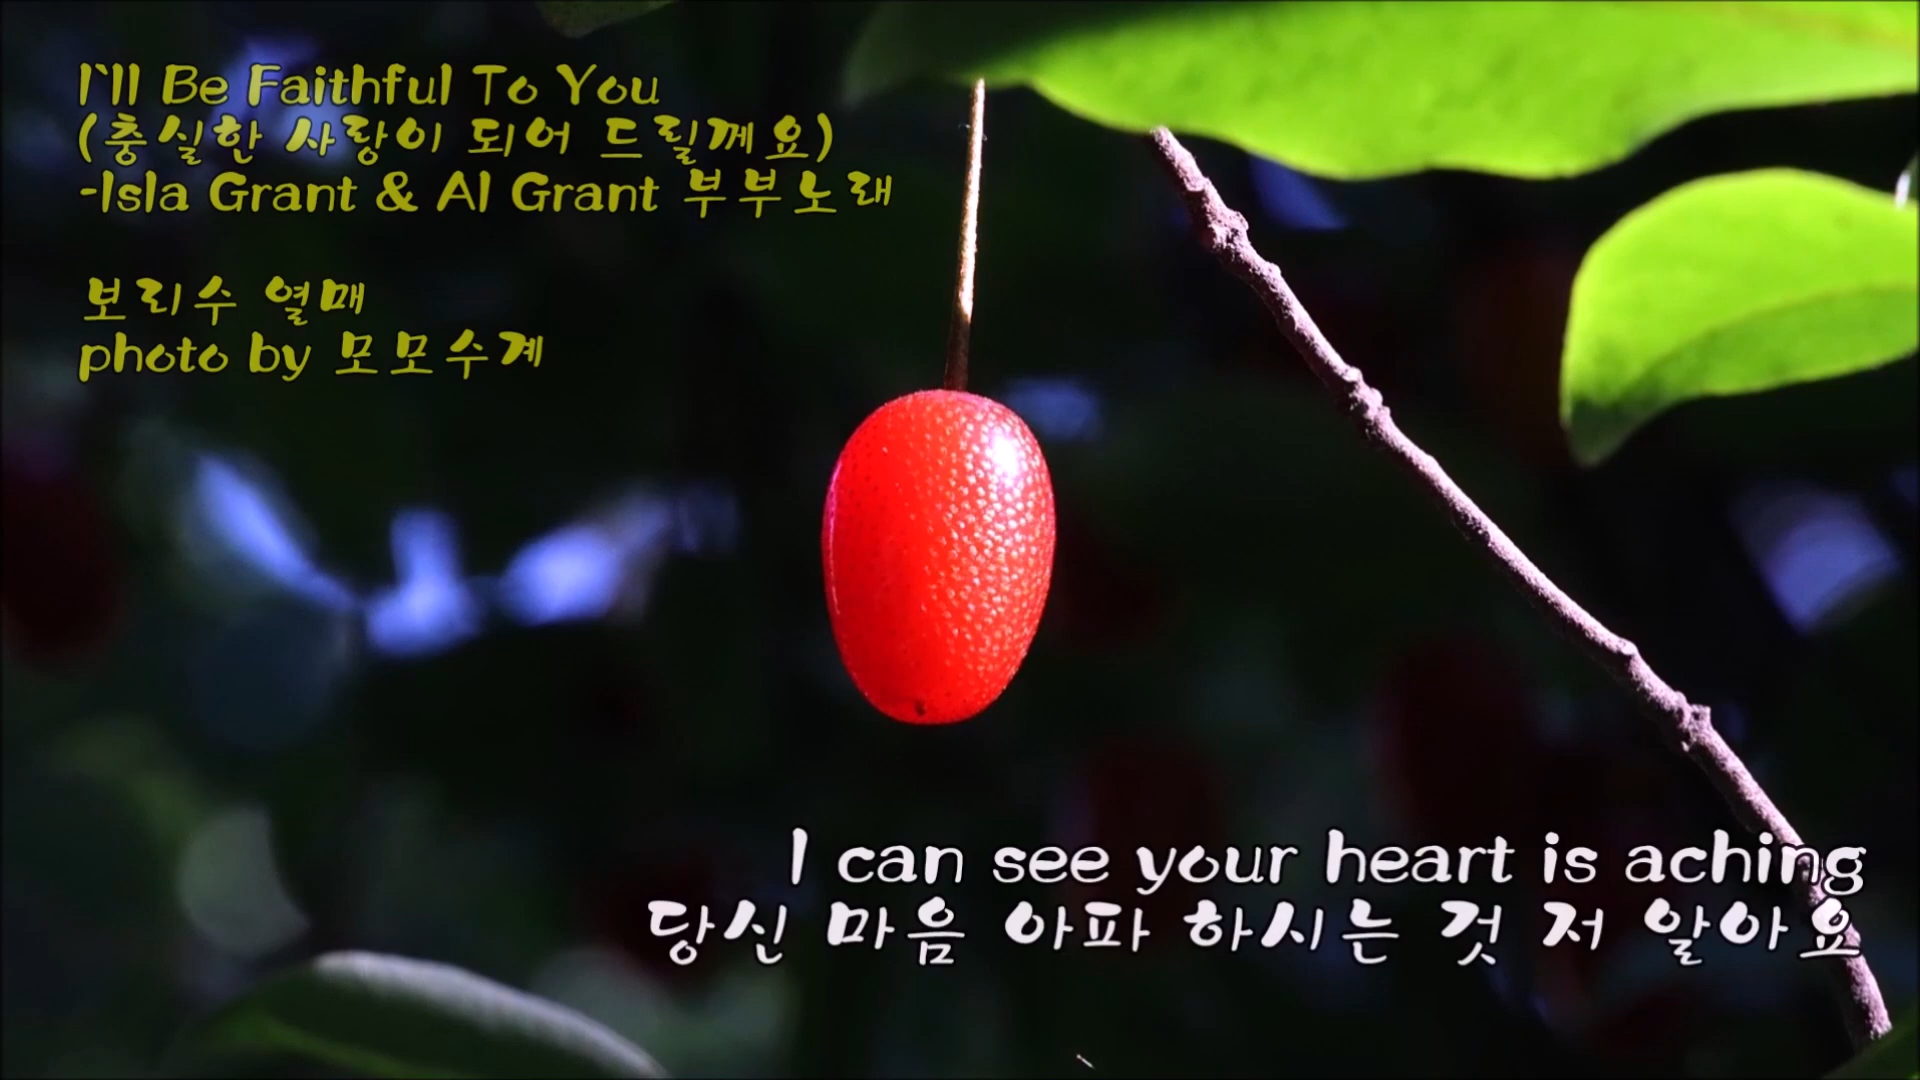 I`ll Be Faithful To You
(충실한 사랑이 되어 드릴께요)
-Isla Grant & Al Grant 부부노래
보리수 열매
photo by 모모수계
I can see your heart is aching
당신 마음 아파 하시는 것 저 알아요